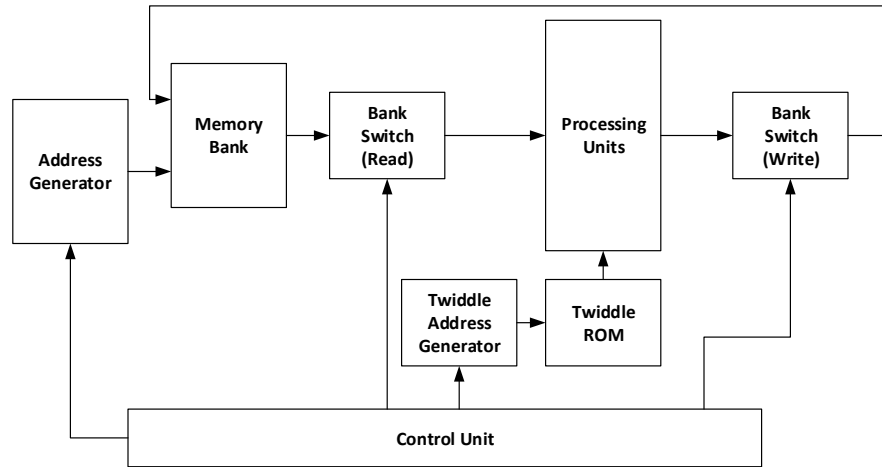 Address
Generator
Memory
Bank
Bank
Switch
(Read)
Processing
Units
Bank
Switch
(Write)
Twiddle
Address
Generator
Twiddle
ROM
Control Unit